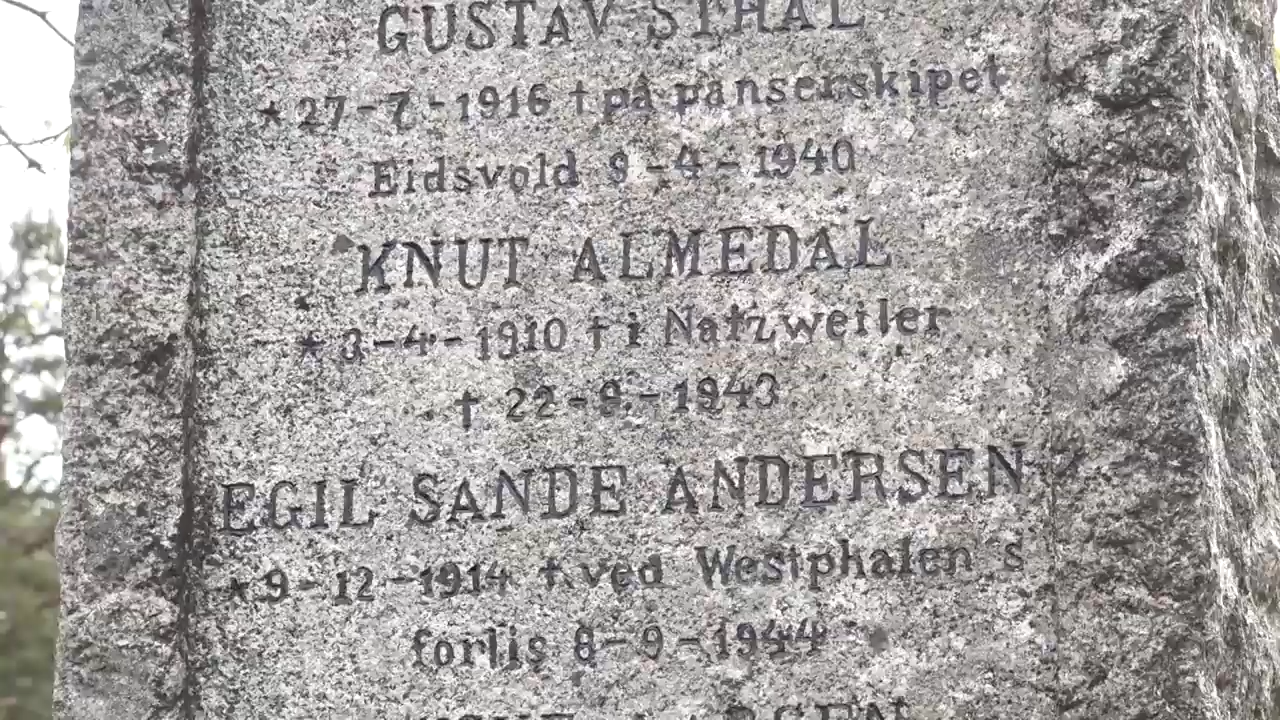 GUSTAV STHAL
* 27-7-1916 † på panserskipet
Eidsvold 9-4-1940
KNUT ALMEDAL
* 3-4-1910 † i Natzweiler
† 22-8-1943
EGIL SANDE ANDERSEN
* 9-12-1914 † ved Westphalen's
forlis 8-9-1944